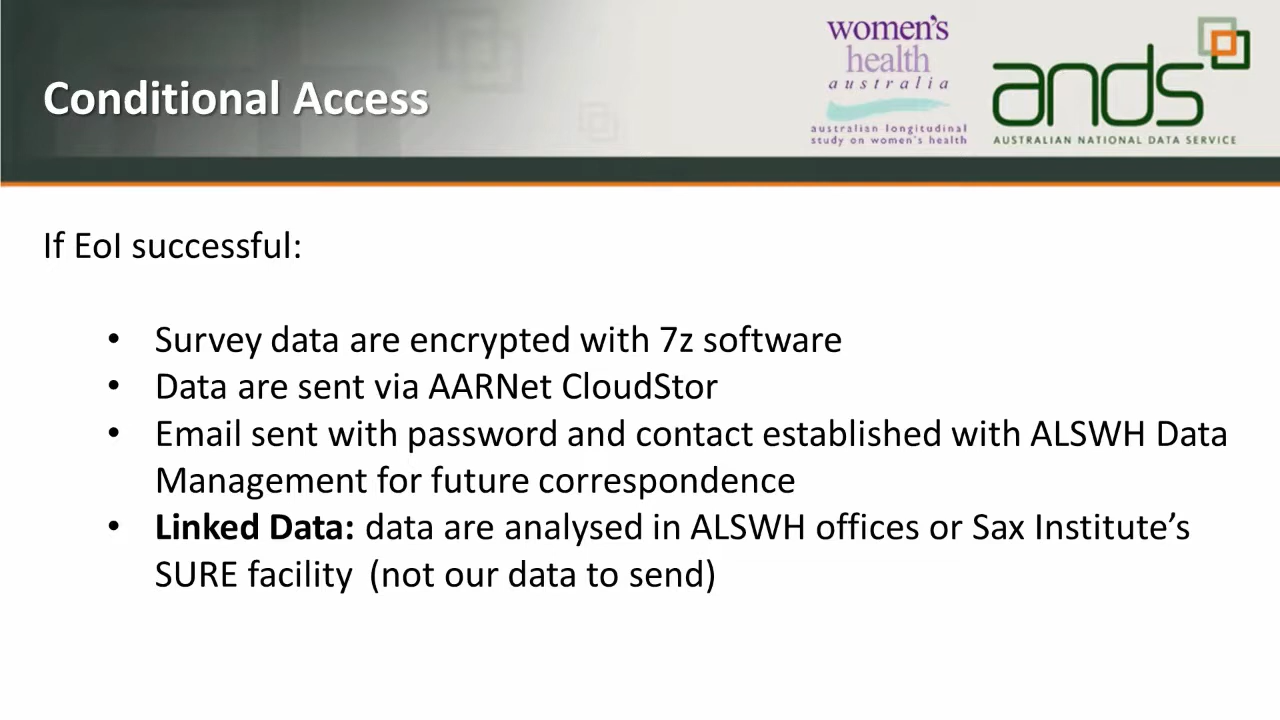 Conditional Access
women's
health
australia
australian longitudinal
study on women's health
ands
AUSTRALIAN NATIONAL DATA SERVICE
If EoI successful:
• Survey data are encrypted with 7z software
• Data are sent via AARNet CloudStor
• Email sent with password and contact established with ALSWH Data
Management for future correspondence
• Linked Data: data are analysed in ALSWH offices or Sax Institute’s
SURE facility (not our data to send)